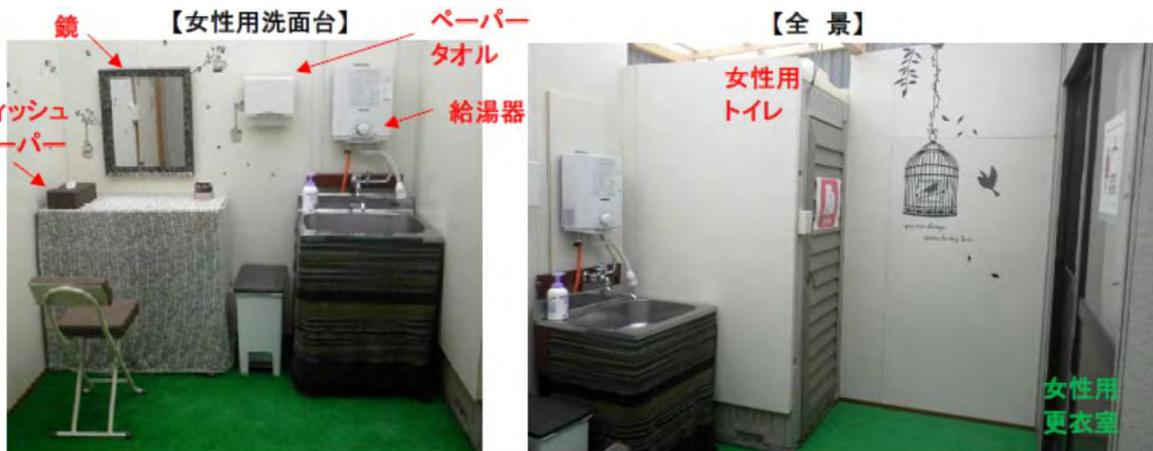 【女性用洗面台】
鏡
ペーパー
タオル
給湯器
ィッシュ
ーパー
【全 景】
女性用
トイレ
女性用
更衣室